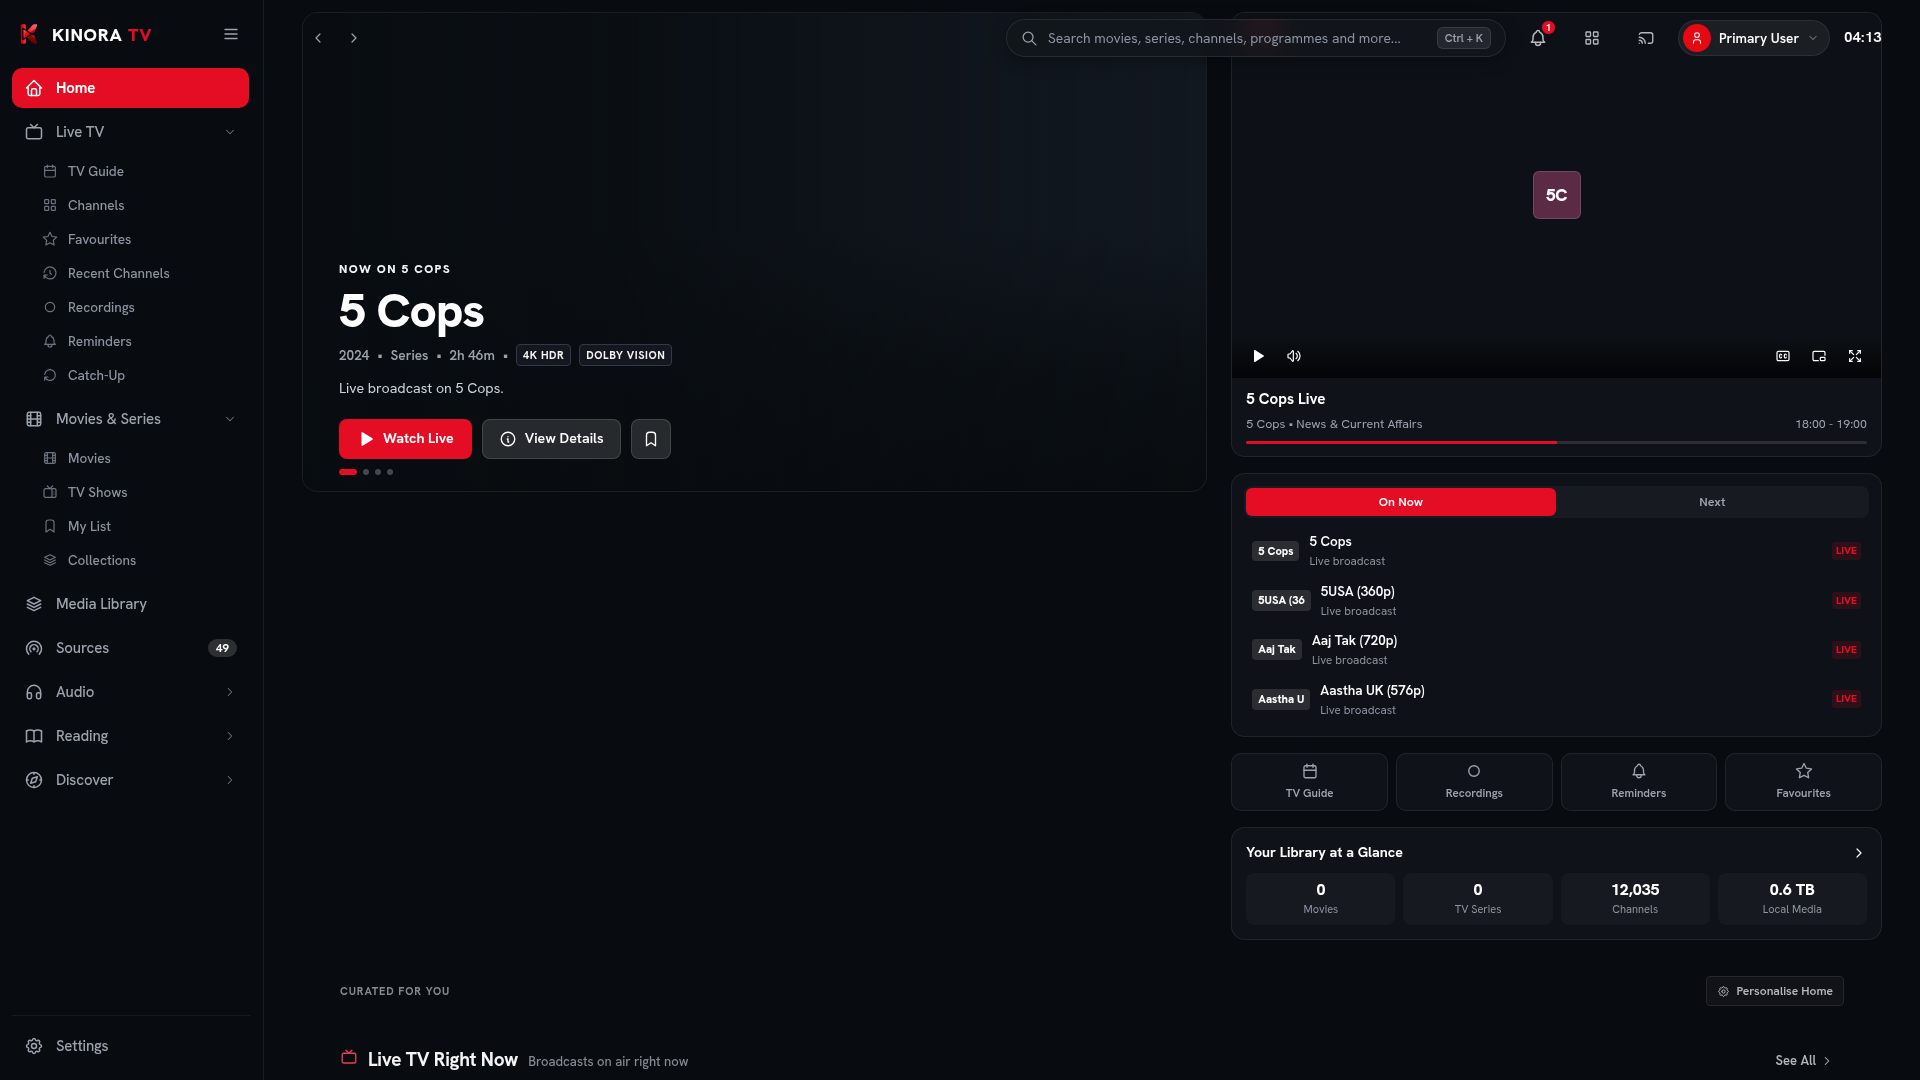 KINORA TV
Home
Live TV
TV Guide
Channels
Favourites
Recent Channels
Recordings
Reminders
Catch-Up
Movies & Series
Movies
TV Shows
My List
Collections
Media Library
Sources 49
Audio
Reading
Discover
Settings
Search movies, series, channels, programmes and more... Ctrl + K
1
Primary User
04:13
NOW ON 5 COPS
5 Cops
2024 • Series • 2h 46m • 4K HDR DOLBY VISION
Live broadcast on 5 Cops.
Watch Live View Details
5C
5 Cops Live
5 Cops • News & Current Affairs 18:00 - 19:00
On Now Next
5 Cops 5 Cops LIVE
Live broadcast
5USA (36 5USA (360p) LIVE
Live broadcast
Aaj Tak Aaj Tak (720p) LIVE
Live broadcast
Aastha U Aastha UK (576p) LIVE
Live broadcast
TV Guide Recordings Reminders Favourites
Your Library at a Glance
0 0 12,035 0.6 TB
Movies TV Series Channels Local Media
CURATED FOR YOU Personalise Home
Live TV Right Now Broadcasts on air right now See All